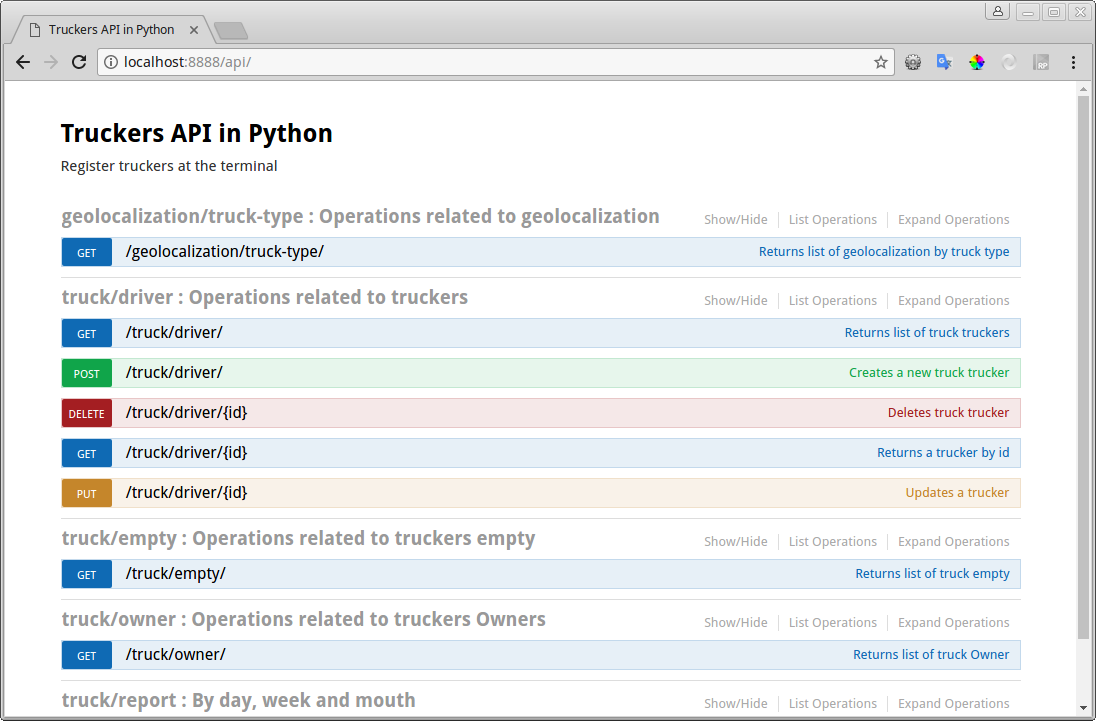 Truckers API in Python
localhost:8888/api/
RP
Truckers API in Python
Register truckers at the terminal
geolocalization/truck-type : Operations related to geolocalization Show/Hide List Operations Expand Operations
GET /geolocalization/truck-type/ Returns list of geolocalization by truck type
truck/driver : Operations related to truckers Show/Hide List Operations Expand Operations
GET /truck/driver/ Returns list of truck truckers
POST /truck/driver/ Creates a new truck trucker
DELETE /truck/driver/{id} Deletes truck trucker
GET /truck/driver/{id} Returns a trucker by id
PUT /truck/driver/{id} Updates a trucker
truck/empty : Operations related to truckers empty Show/Hide List Operations Expand Operations
GET /truck/empty/ Returns list of truck empty
truck/owner : Operations related to truckers Owners Show/Hide List Operations Expand Operations
GET /truck/owner/ Returns list of truck Owner
truck/report : By day, week and mouth Show/Hide List Operations Expand Operations